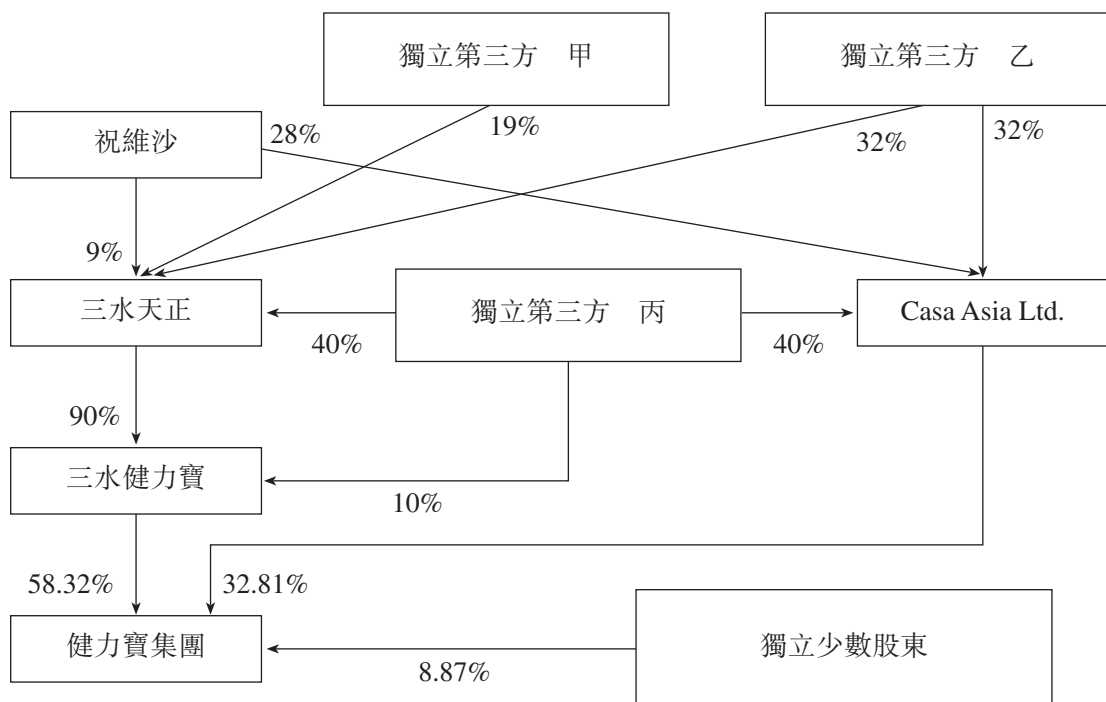 獨立第三方　甲
獨立第三方　乙
祝維沙
28%
19%
32%
32%
9%
三水天正
獨立第三方　丙
Casa Asia Ltd.
40%
40%
90%
三水健力寶
10%
58.32%
32.81%
健力寶集團
獨立少數股東
8.87%